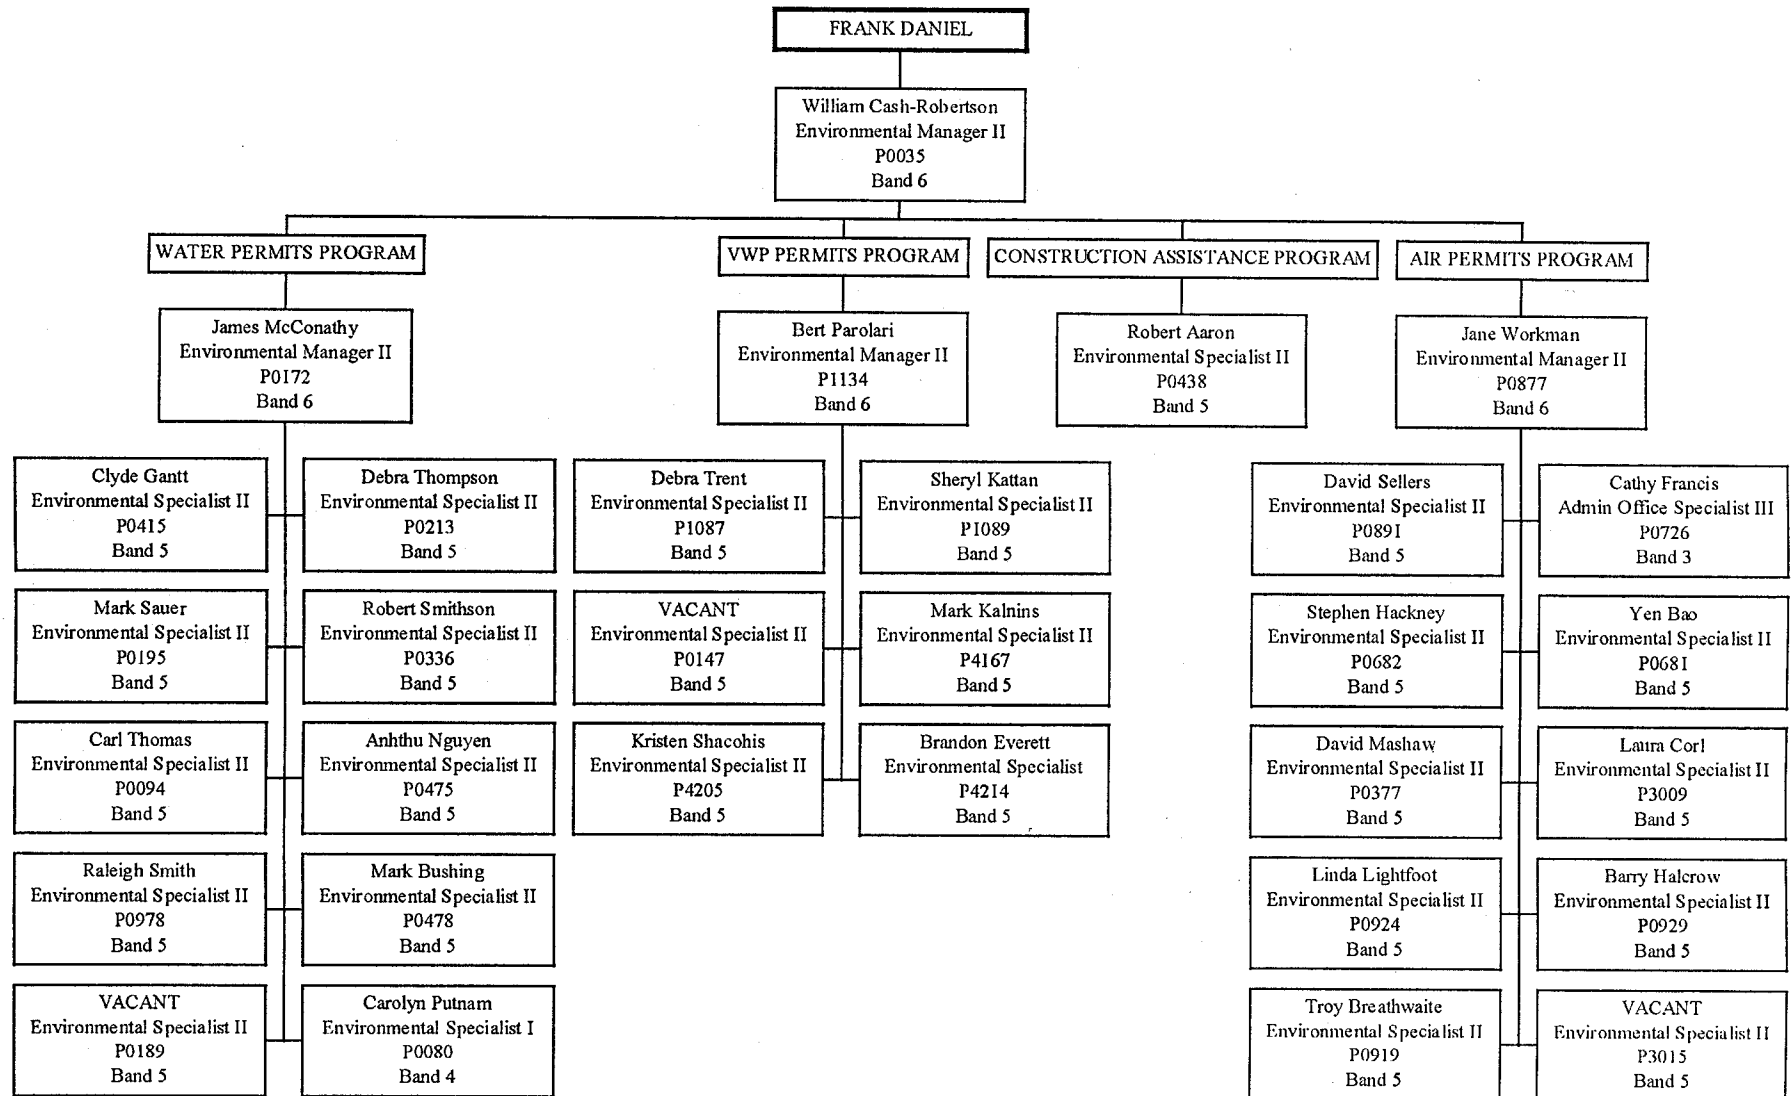 FRANK DANIEL
William Cash-Robertson
Environmental Manager II
P0035
Band 6
WATER PERMITS PROGRAM
VWP PERMITS PROGRAM
CONSTRUCTION ASSISTANCE PROGRAM
AIR PERMITS PROGRAM
James McConathy
Environmental Manager II
P0172
Band 6
Bert Parolari
Environmental Manager II
P1134
Band 6
Robert Aaron
Environmental Specialist II
P0438
Band 5
Jane Workman
Environmental Manager II
P0877
Band 6
Clyde Gantt
Environmental Specialist II
P0415
Band 5
Debra Thompson
Environmental Specialist II
P0213
Band 5
Debra Trent
Environmental Specialist II
P1087
Band 5
Sheryl Kattan
Environmental Specialist II
P1089
Band 5
David Sellers
Environmental Specialist II
P0891
Band 5
Cathy Francis
Admin Office Specialist III
P0726
Band 3
Mark Sauer
Environmental Specialist II
P0195
Band 5
Robert Smithson
Environmental Specialist II
P0336
Band 5
VACANT
Environmental Specialist II
P0147
Band 5
Mark Kalnins
Environmental Specialist II
P4167
Band 5
Stephen Hackney
Environmental Specialist II
P0682
Band 5
Yen Bao
Environmental Specialist II
P0681
Band 5
Carl Thomas
Environmental Specialist II
P0094
Band 5
Anhthu Nguyen
Environmental Specialist II
P0475
Band 5
Kristen Shacohis
Environmental Specialist II
P4205
Band 5
Brandon Everett
Environmental Specialist
P4214
Band 5
David Mashaw
Environmental Specialist II
P0377
Band 5
Laura Corl
Environmental Specialist II
P3009
Band 5
Raleigh Smith
Environmental Specialist II
P0978
Band 5
Mark Bushing
Environmental Specialist II
P0478
Band 5
Linda Lightfoot
Environmental Specialist II
P0924
Band 5
Barry Halcrow
Environmental Specialist II
P0929
Band 5
VACANT
Environmental Specialist II
P0189
Band 5
Carolyn Putnam
Environmental Specialist I
P0080
Band 4
Troy Breathwaite
Environmental Specialist II
P0919
Band 5
VACANT
Environmental Specialist II
P3015
Band 5